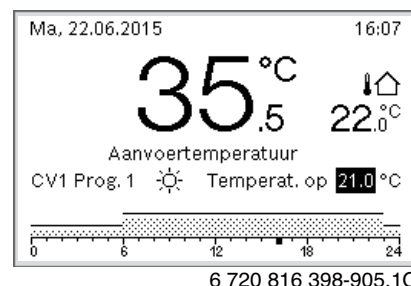 Ma, 22.06.2015 16:07
35.5 °C
22.0 °C
Aanvoertemperatuur
CV1 Prog. 1 Temperat. op 21.0 °C
0 6 12 18 24
6 720 816 398-905.1O